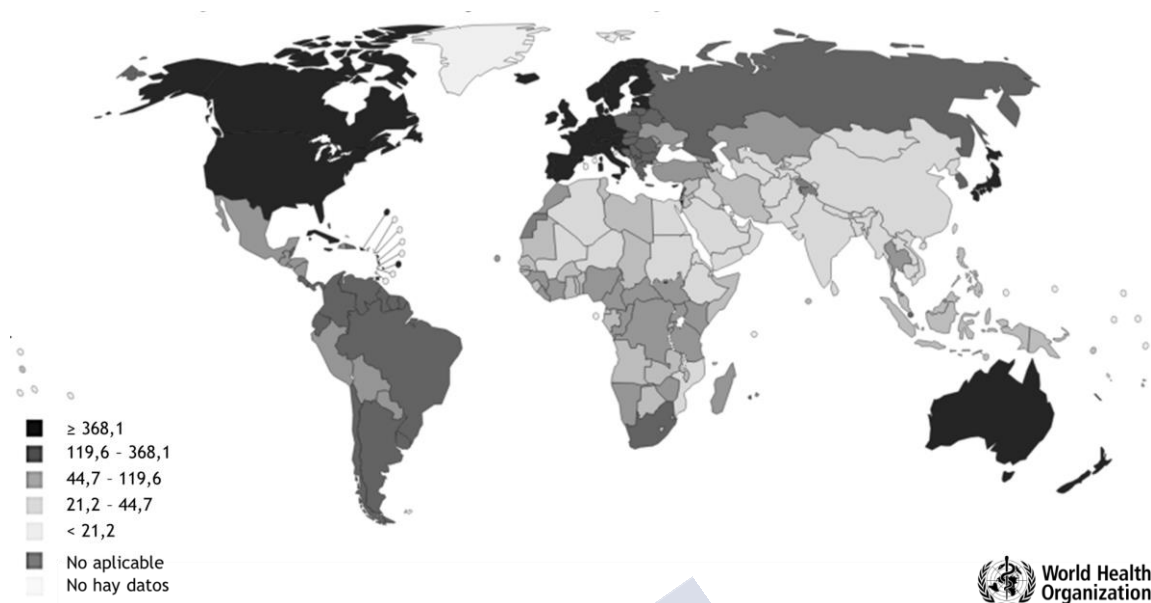 ≥ 368,1
119,6 - 368,1
44,7 - 119,6
21,2 - 44,7
< 21,2
No aplicable
No hay datos
World Health
Organization